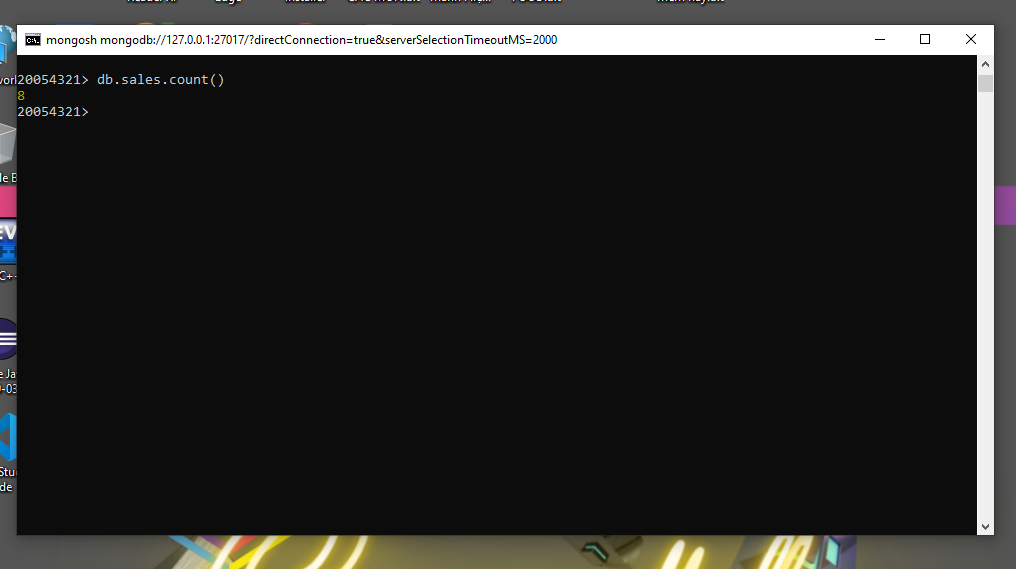 mongosh mongodb://127.0.0.1:27017/?directConnection=true&serverSelectionTimeoutMS=2000
20054321> db.sales.count()
8
20054321>